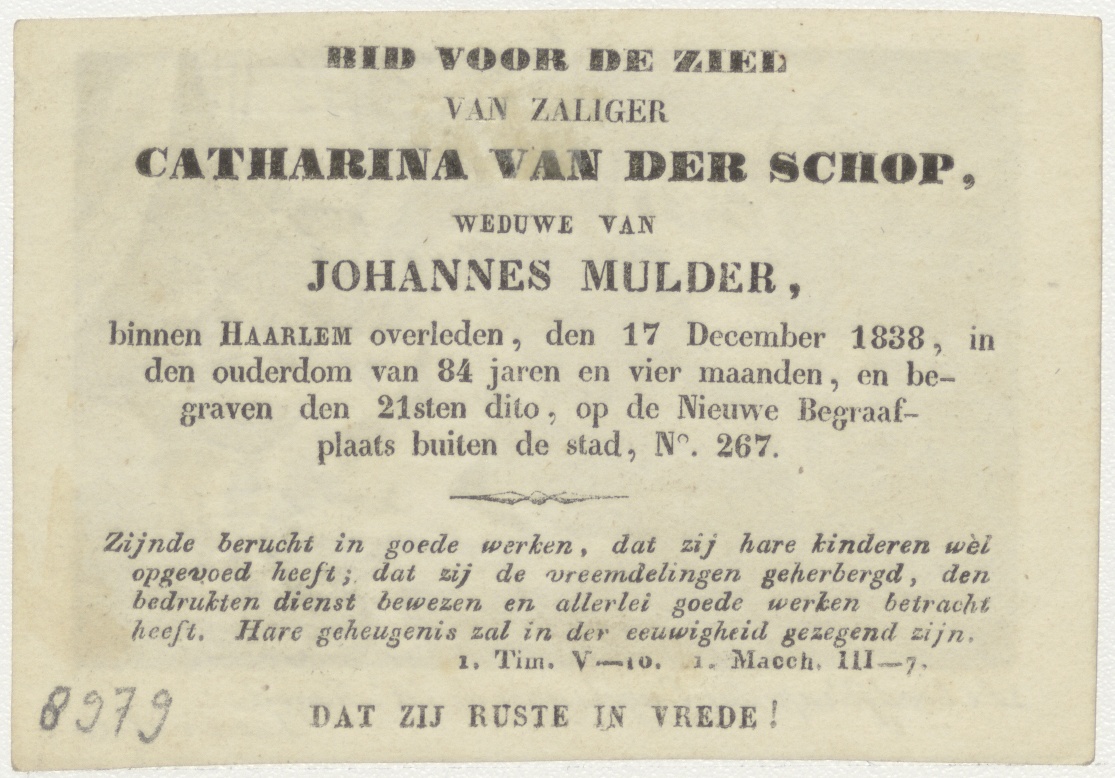 BID VOOR DE ZIEL
VAN ZALIGER
CATHARINA VAN DER SCHOP,
WEDUWE VAN
JOHANNES MULDER,
binnen HAARLEM overleden, den 17 December 1838, in
den ouderdom van 84 jaren en vier maanden, en be-
graven den 21sten dito, op de Nieuwe Begraaf-
plaats buiten de stad, No. 267.
Zijnde berucht in goede werken, dat zij hare kinderen wèl
opgevoed heeft; dat zij de vreemdelingen geherbergd, den
bedrukten dienst bewezen en allerlei goede werken betracht
heeft. Hare geheugenis zal in der eeuwigheid gezegend zijn.
1. Tim. V—10. 1. Macch. III—7.
8979
DAT ZIJ RUSTE IN VREDE!